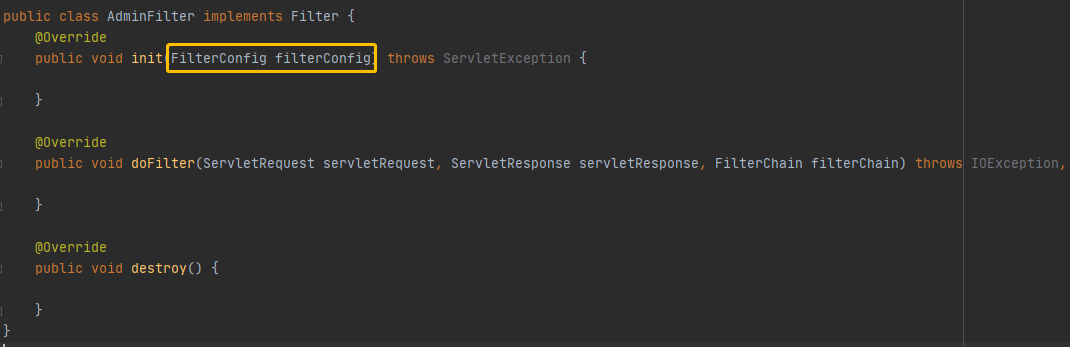 public class AdminFilter implements Filter {
@Override
public void init(FilterConfig filterConfig) throws ServletException {
}
@Override
public void doFilter(ServletRequest servletRequest, ServletResponse servletResponse, FilterChain filterChain) throws IOException,
}
@Override
public void destroy() {
}
}